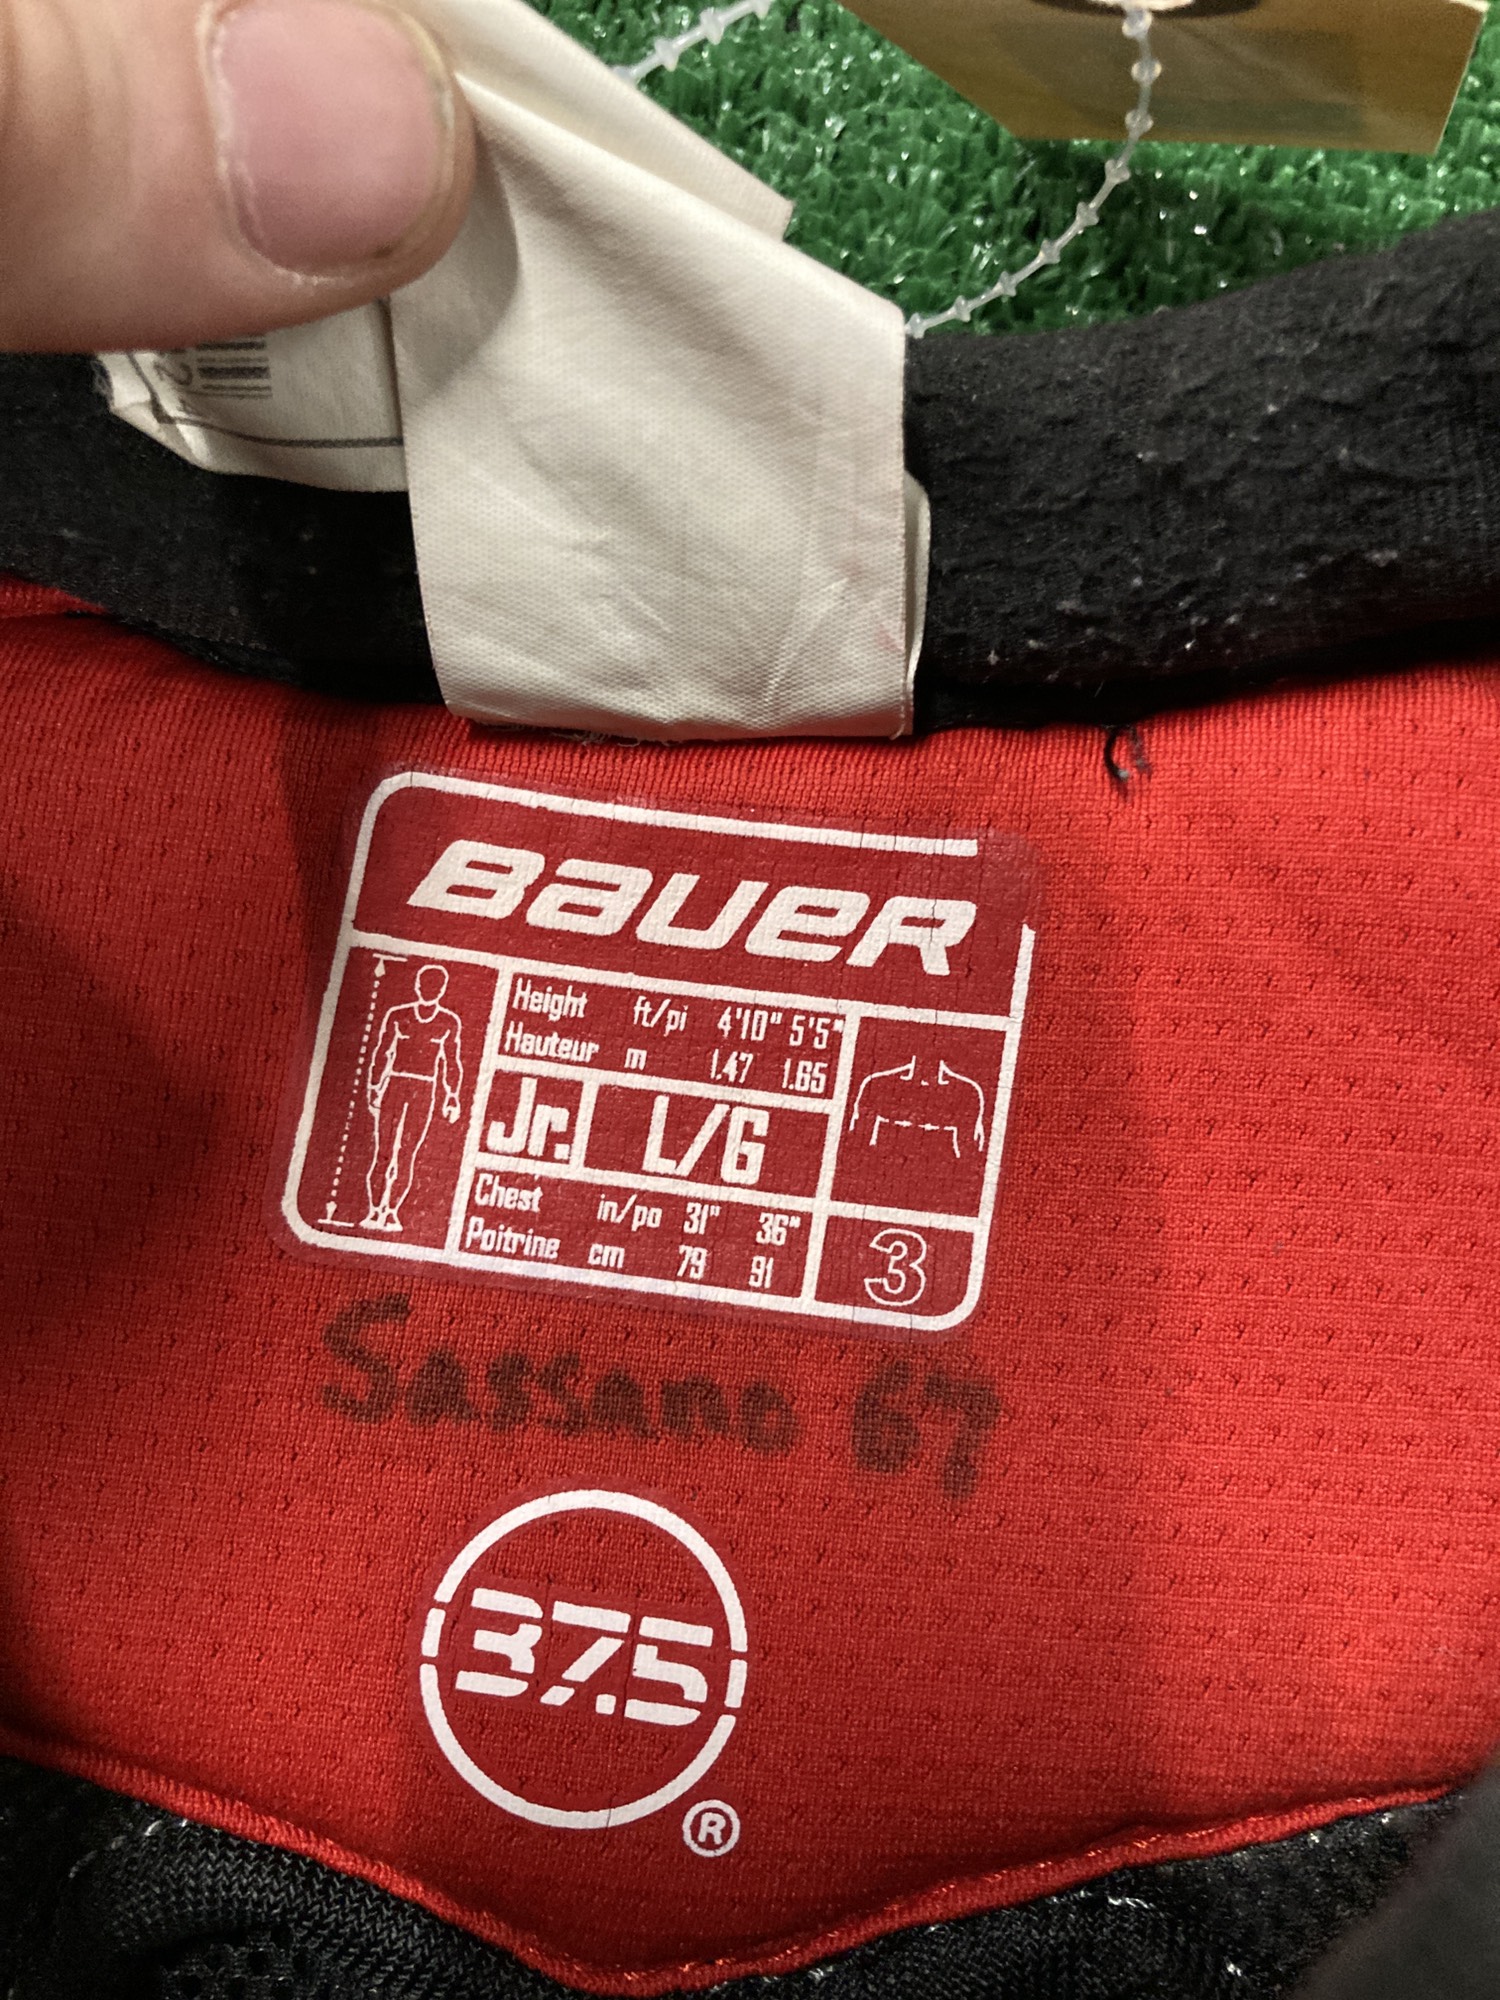 BAUER
Height ft/pi 4'10" 5'5"
Hauteur m 1.47 1.65
Jr. L/G
Chest in/po 31" 36"
Poitrine cm 79 91
3
Sassano 67
37.5
®